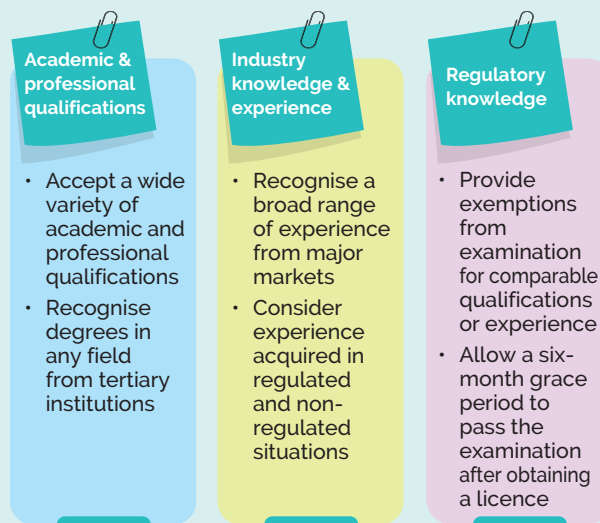 Academic &
professional
qualifications
• Accept a wide
variety of
academic and
professional
qualifications
• Recognise
degrees in
any field
from tertiary
institutions
Industry
knowledge &
experience
• Recognise a
broad range
of experience
from major
markets
• Consider
experience
acquired in
regulated
and non-
regulated
situations
Regulatory
knowledge
• Provide
exemptions
from
examination
for comparable
qualifications
or experience
• Allow a six-
month grace
period to
pass the
examination
after obtaining
a licence